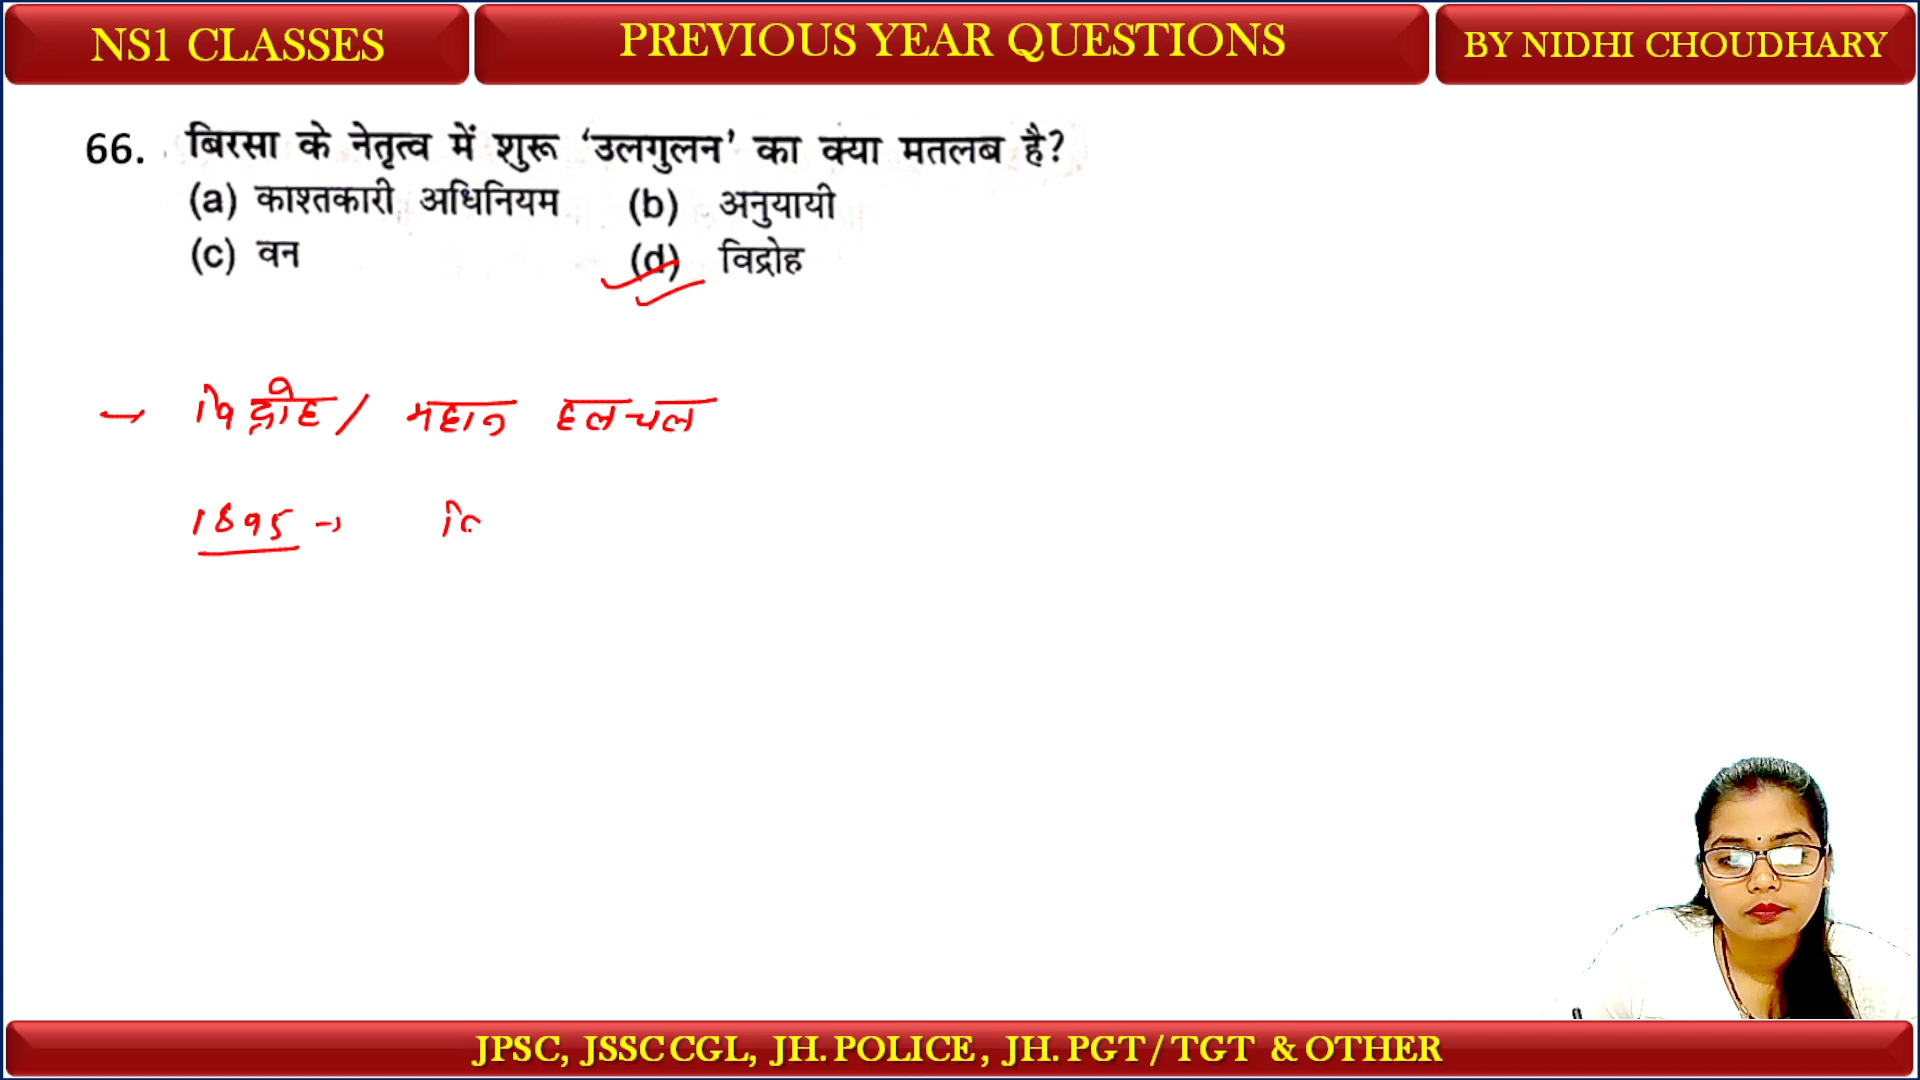 NS1 CLASSES
PREVIOUS YEAR QUESTIONS
BY NIDHI CHOUDHARY
66. बिरसा के नेतृत्व में शुरू ‘उलगुलन’ का क्या मतलब है?
(a) काश्तकारी अधिनियम (b) अनुयायी
(c) वन (d) विद्रोह
→ विद्रोह / महान हलचल
1895 →
JPSC, JSSC CGL, JH. POLICE, JH. PGT / TGT & OTHER